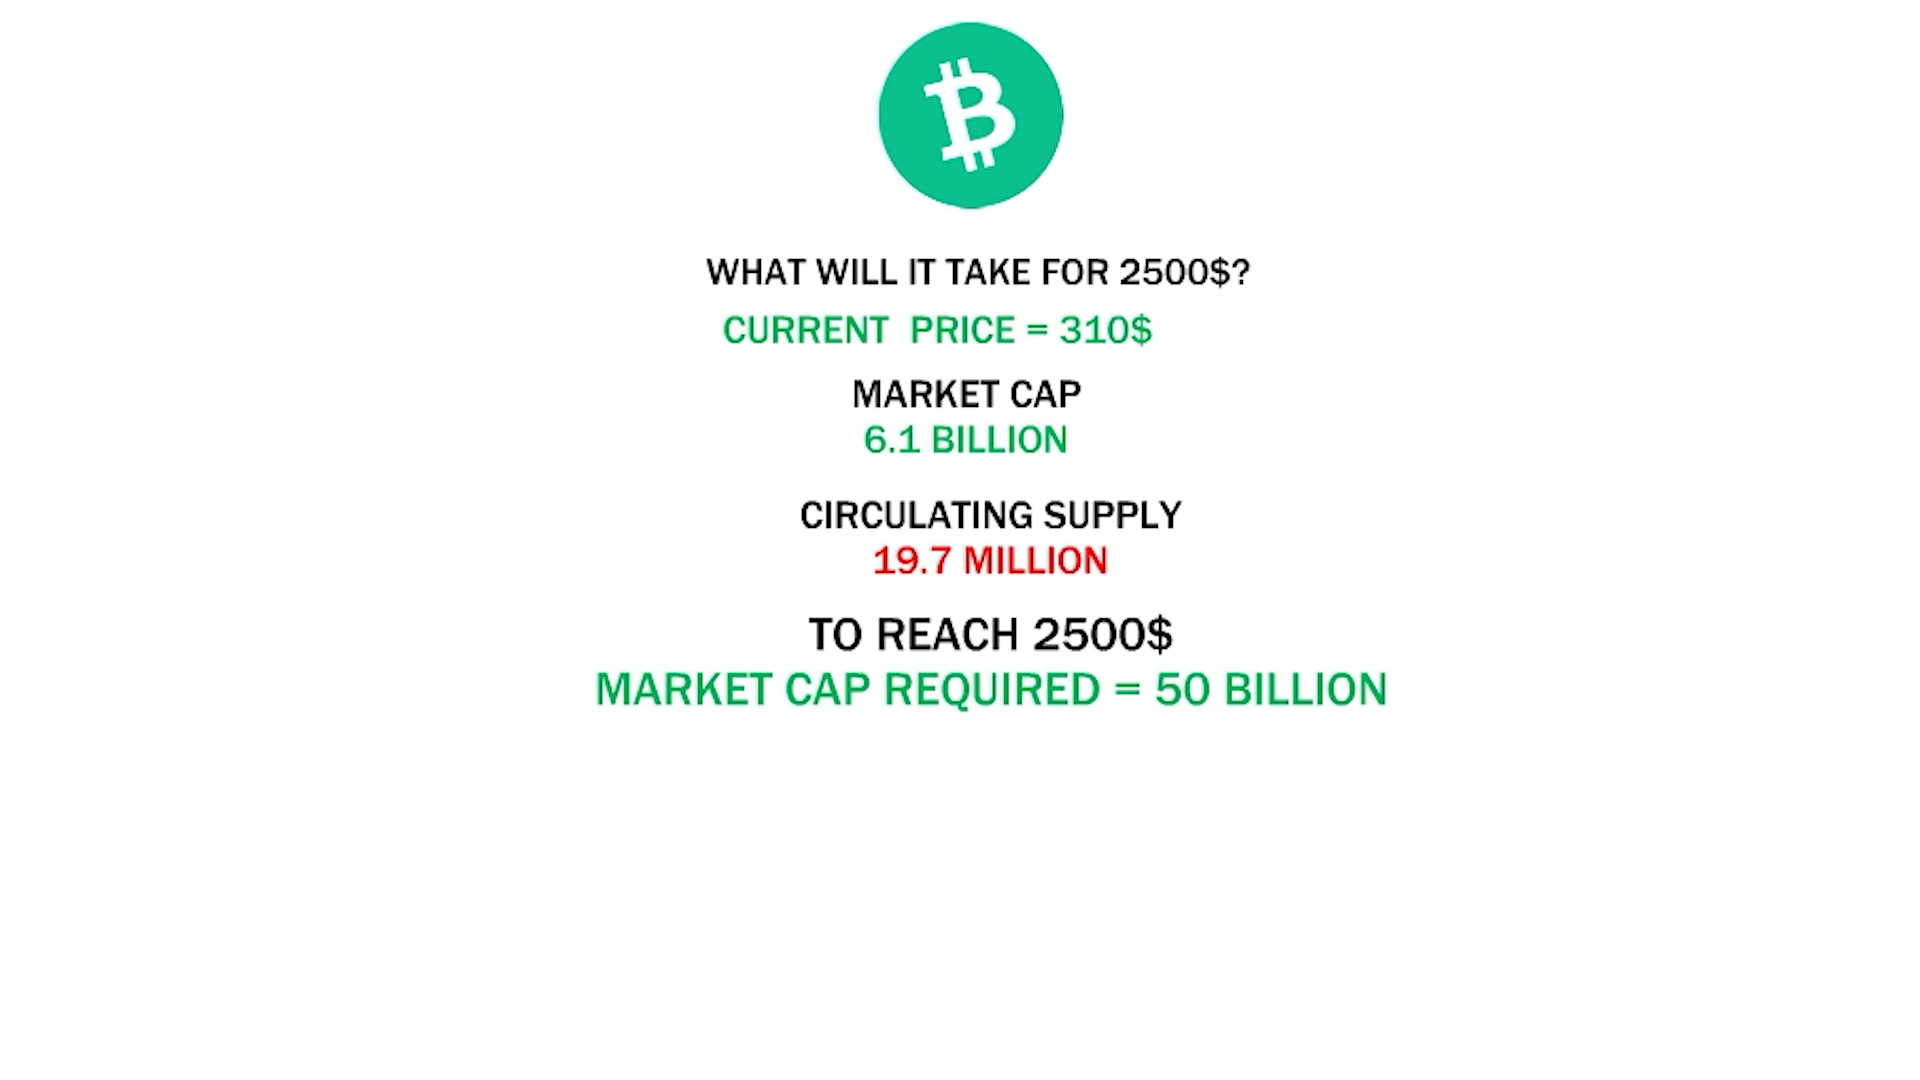 WHAT WILL IT TAKE FOR 2500$?
CURRENT PRICE = 310$
MARKET CAP
6.1 BILLION
CIRCULATING SUPPLY
19.7 MILLION
TO REACH 2500$
MARKET CAP REQUIRED = 50 BILLION